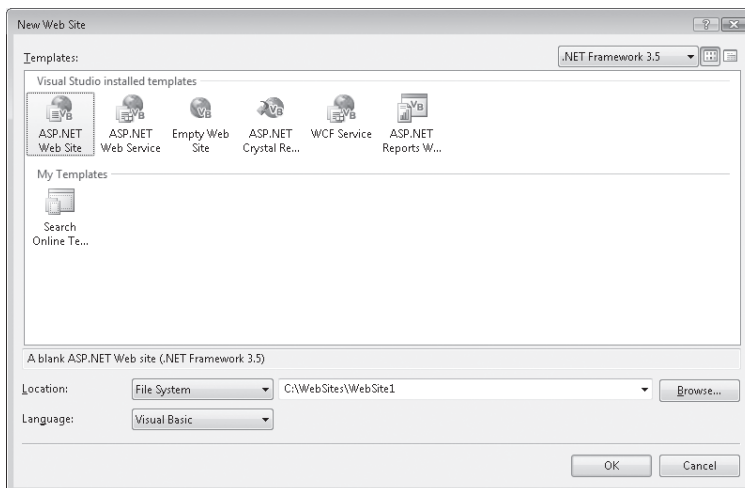 New Web Site
Templates:
.NET Framework 3.5
Visual Studio installed templates
ASP.NET Web Site
ASP.NET Web Service
Empty Web Site
ASP.NET Crystal Re...
WCF Service
ASP.NET Reports W...
My Templates
Search Online Te...
A blank ASP.NET Web site (.NET Framework 3.5)
Location:
File System
C:\WebSites\WebSite1
Browse...
Language:
Visual Basic
OK
Cancel